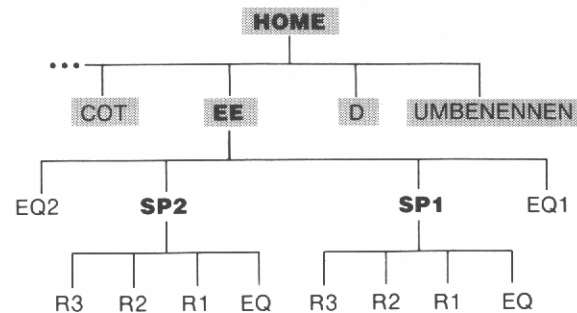 HOME
... COT EE D UMBENENNEN
EQ2 SP2 SP1 EQ1
R3 R2 R1 EQ R3 R2 R1 EQ